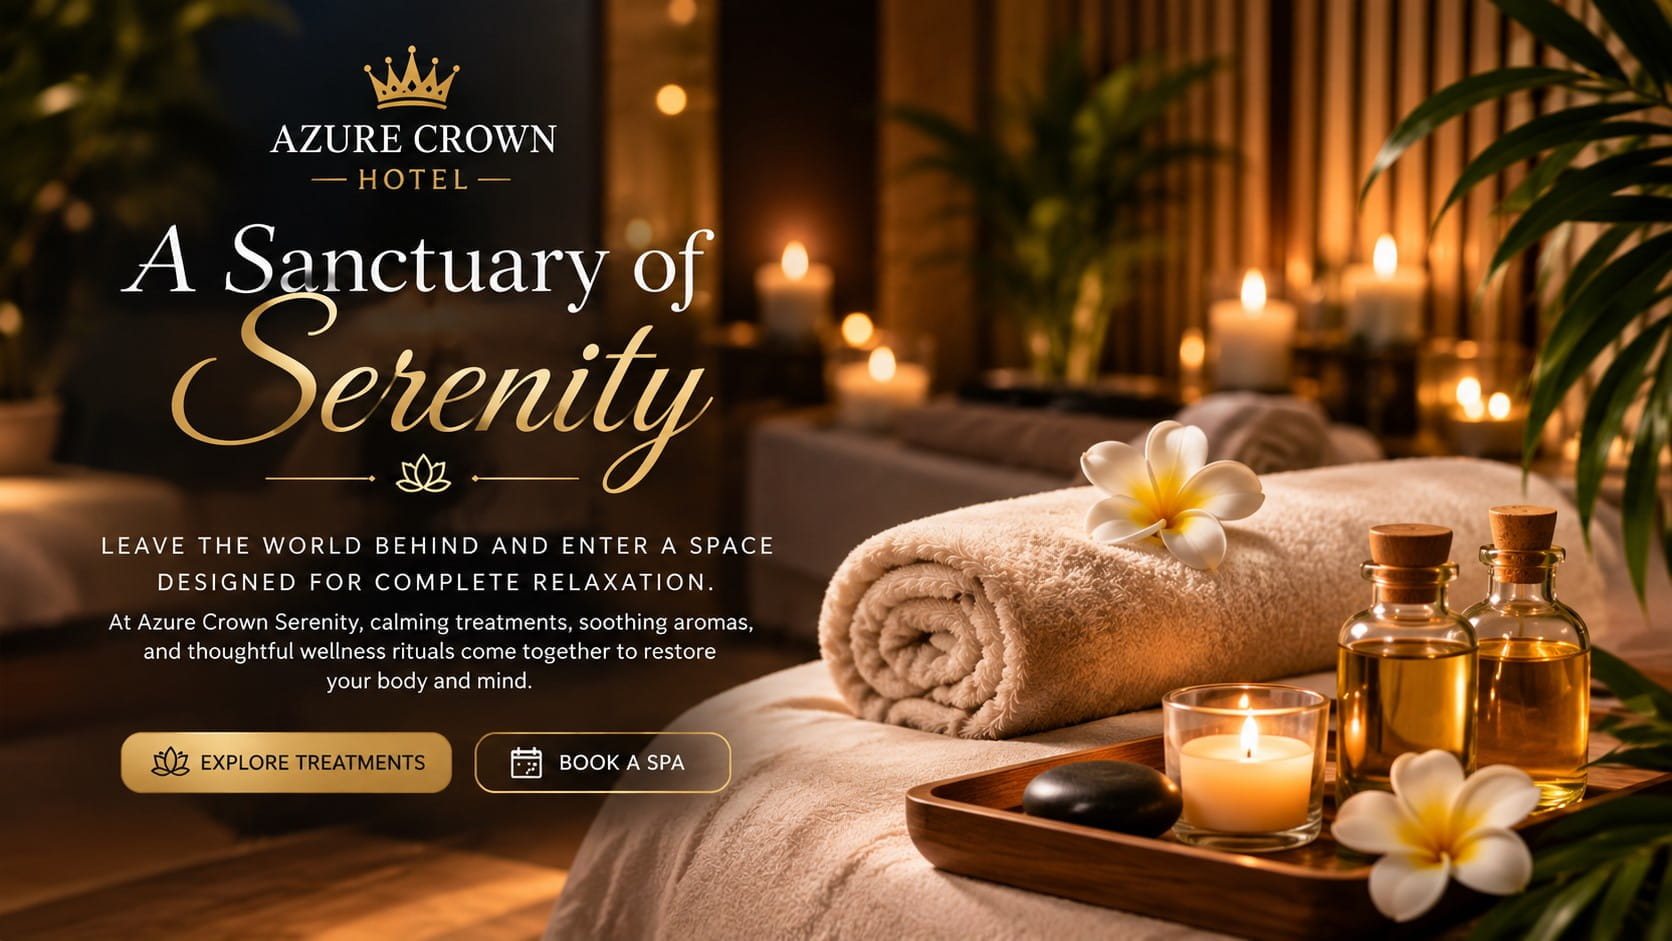 AZURE CROWN
HOTEL
A Sanctuary of
Serenity
LEAVE THE WORLD BEHIND AND ENTER A SPACE
DESIGNED FOR COMPLETE RELAXATION.
At Azure Crown Serenity, calming treatments, soothing aromas,
and thoughtful wellness rituals come together to restore
your body and mind.
EXPLORE TREATMENTS
BOOK A SPA